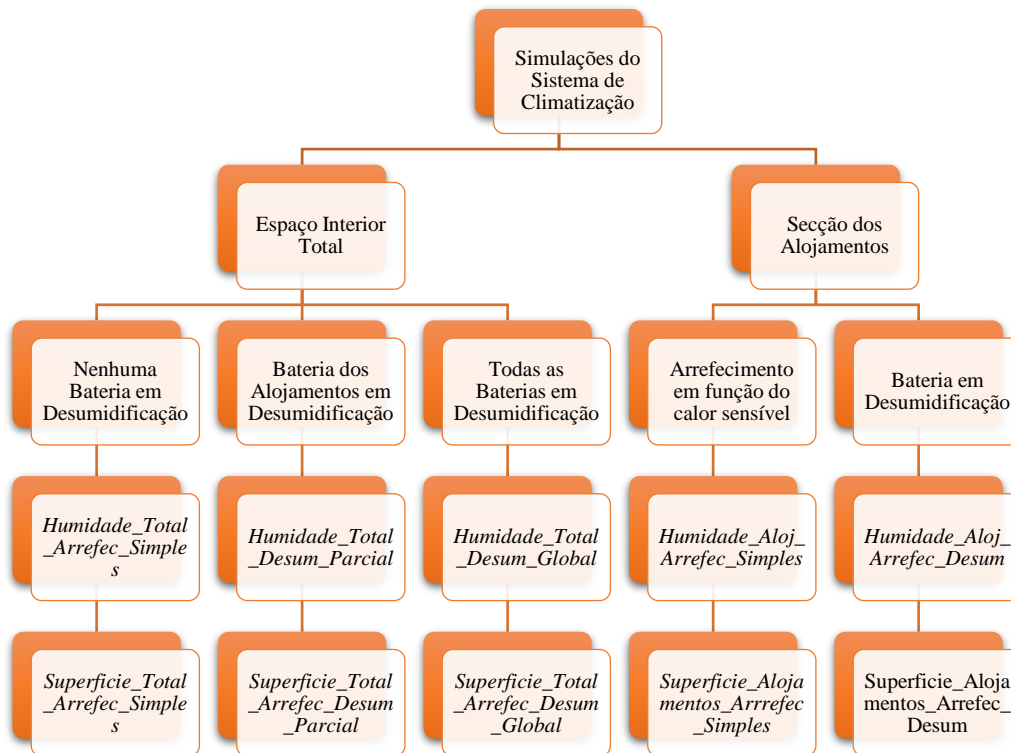 Simulações do
Sistema de
Climatização
Espaço Interior
Total
Secção dos
Alojamentos
Nenhuma
Bateria em
Desumidificação
Bateria dos
Alojamentos em
Desumidificação
Todas as
Baterias em
Desumidificação
Arrefecimento
em função do
calor sensível
Bateria em
Desumidificação
Humidade_Total
_Arrefec_Simple
s
Humidade_Total
_Desum_Parcial
Humidade_Total
_Desum_Global
Humidade_Aloj_
Arrefec_Simples
Humidade_Aloj_
Arrefec_Desum
Superficie_Total
_Arrefec_Simple
s
Superficie_Total
_Arrefec_Desum
_Parcial
Superficie_Total
_Arrefec_Desum
_Global
Superficie_Aloja
mentos_Arrrefec
_Simples
Superficie_Aloja
mentos_Arrefec_
Desum